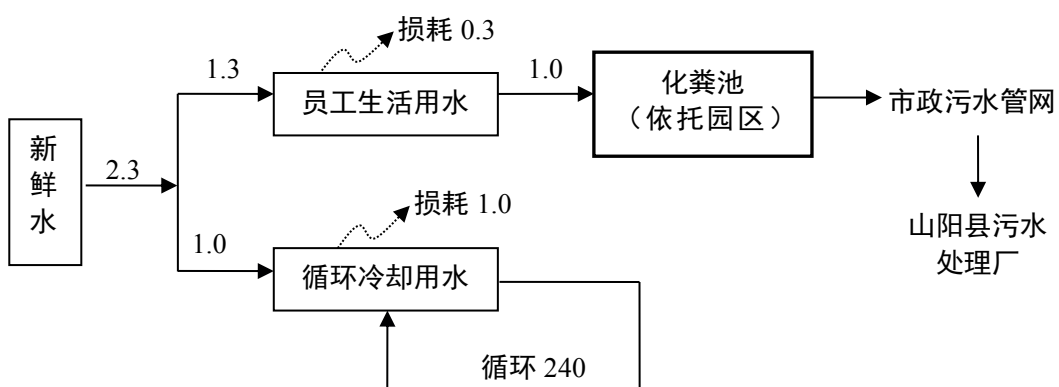 损耗 0.3
1.3
员工生活用水
1.0
化粪池
（依托园区）
市政污水管网
新
鲜
水
2.3
损耗 1.0
1.0
循环冷却用水
山阳县污水
处理厂
循环 240